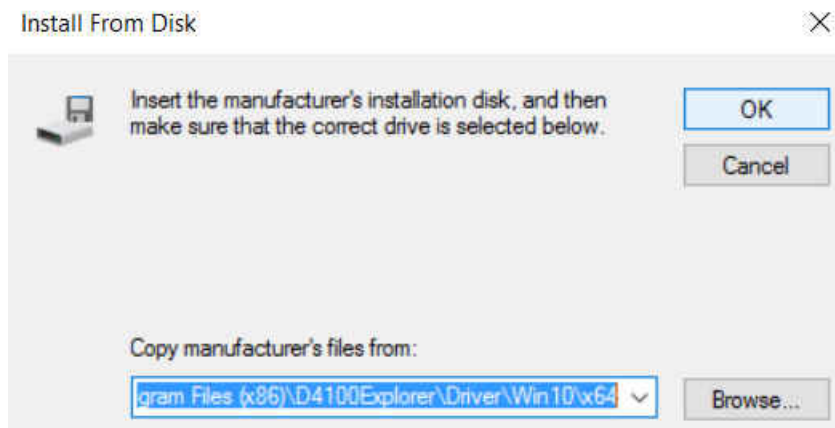 Install From Disk
Insert the manufacturer's installation disk, and then
make sure that the correct drive is selected below.
OK
Cancel
Copy manufacturer's files from:
gram Files (x86)\D4100Explorer\Driver\Win10\x64
Browse...